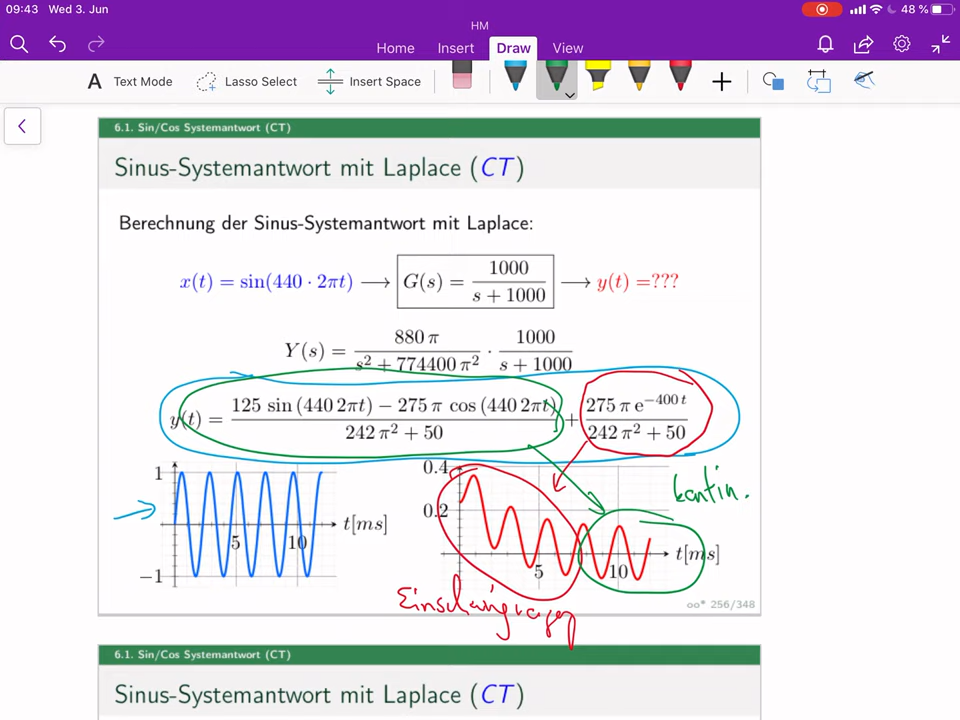 09:43 Wed 3. Jun
48 %
HM
Home Insert Draw View
A Text Mode Lasso Select Insert Space
6.1. Sin/Cos Systemantwort (CT)
Sinus-Systemantwort mit Laplace (CT)
Berechnung der Sinus-Systemantwort mit Laplace:
x(t) = sin(440 · 2πt) ⟶ G(s) = 1000 / (s + 1000) ⟶ y(t) =???
Y(s) = 880 π / (s² + 774400 π²) · 1000 / (s + 1000)
y(t) = (125 sin (440 2πt) − 275 π cos (440 2πt)) / (242 π² + 50) + 275 π e^(−400 t) / (242 π² + 50)
1
−1
5
10
t[ms]
0.4
0.2
5
10
t[ms]
kontin.
256/348
6.1. Sin/Cos Systemantwort (CT)
Sinus-Systemantwort mit Laplace (CT)